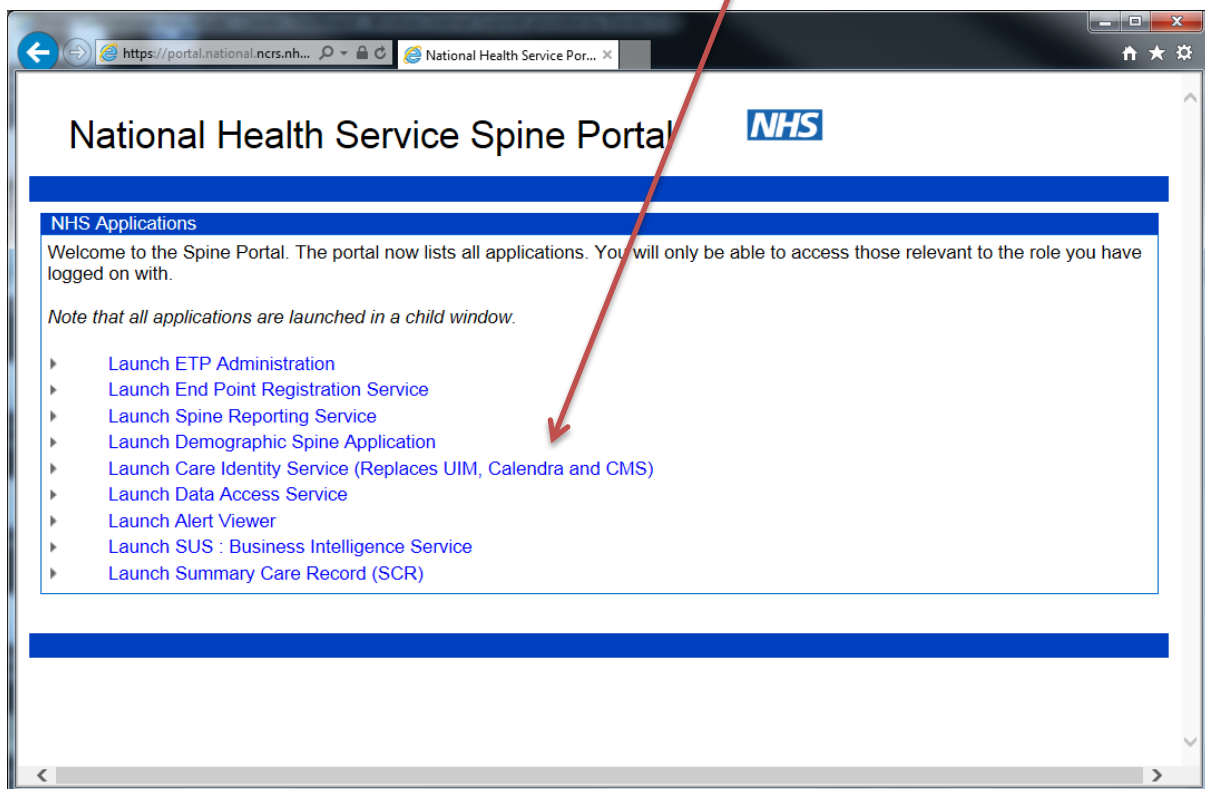 https://portal.national.ncrs.nh...
National Health Service Por...
National Health Service Spine Portal
NHS
NHS Applications
Welcome to the Spine Portal. The portal now lists all applications. You will only be able to access those relevant to the role you have
logged on with.
Note that all applications are launched in a child window.
Launch ETP Administration
Launch End Point Registration Service
Launch Spine Reporting Service
Launch Demographic Spine Application
Launch Care Identity Service (Replaces UIM, Calendra and CMS)
Launch Data Access Service
Launch Alert Viewer
Launch SUS : Business Intelligence Service
Launch Summary Care Record (SCR)